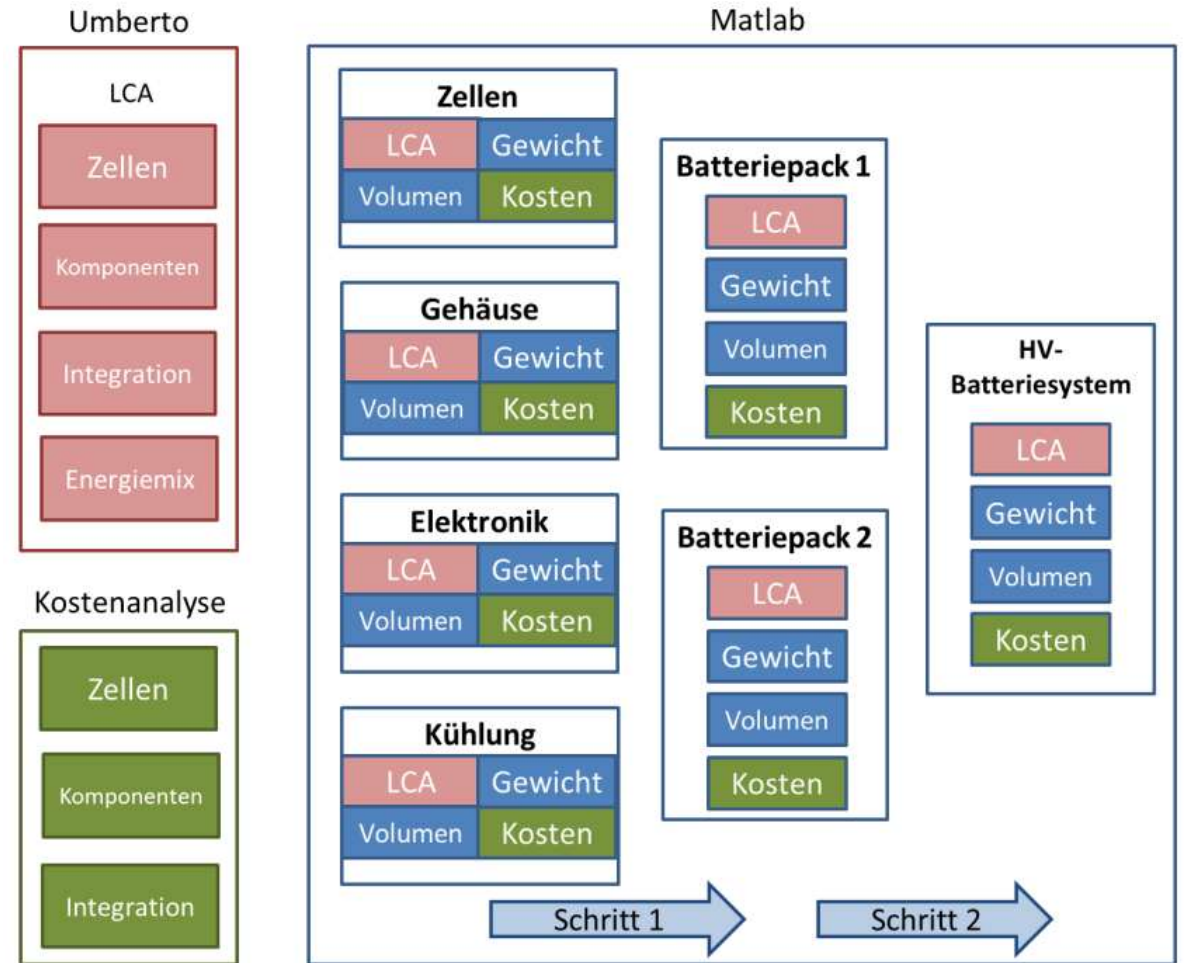 Umberto
LCA
Zellen
Komponenten
Integration
Energiemix
Kostenanalyse
Zellen
Komponenten
Integration
Matlab
Zellen
LCA Gewicht
Volumen Kosten
Gehäuse
LCA Gewicht
Volumen Kosten
Elektronik
LCA Gewicht
Volumen Kosten
Kühlung
LCA Gewicht
Volumen Kosten
Batteriepack 1
LCA
Gewicht
Volumen
Kosten
Batteriepack 2
LCA
Gewicht
Volumen
Kosten
HV-
Batteriesystem
LCA
Gewicht
Volumen
Kosten
Schritt 1
Schritt 2